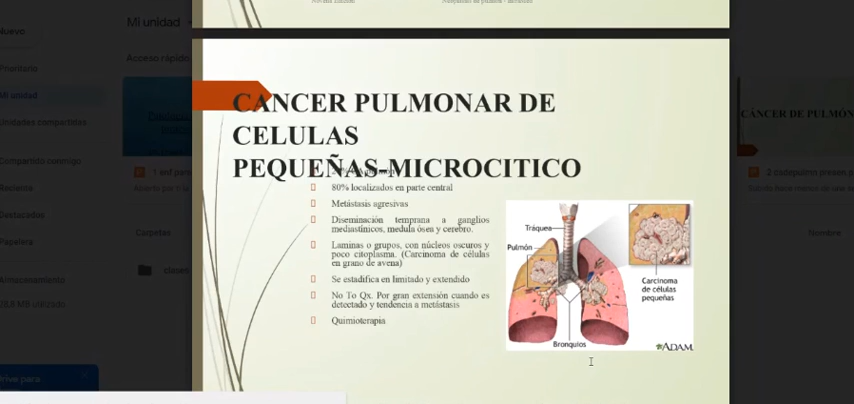 Mi unidad
Acceso rápido
Mi unidad
Unidades compartidas
Compartido conmigo
Destacados
Papelera
Almacenamiento
Carpetas
clases
Nombre
CÁNCER DE PULMÓN
CANCER PULMONAR DE
CELULAS
PEQUEÑAS-MICROCITICO
80% localizados en parte central
Metástasis agresivas
Diseminación temprana a ganglios
mediastínicos, medula ósea y cerebro.
Laminas o grupos, con núcleos oscuros y
poco citoplasma. (Carcinoma de células
en grano de avena)
Se estadifica en limitado y extendido
No To Qx. Por gran extensión cuando es
detectado y tendencia a metástasis
Quimioterapia
Tráquea
Pulmón
Bronquios
Carcinoma
de células
pequeñas
ADAM.